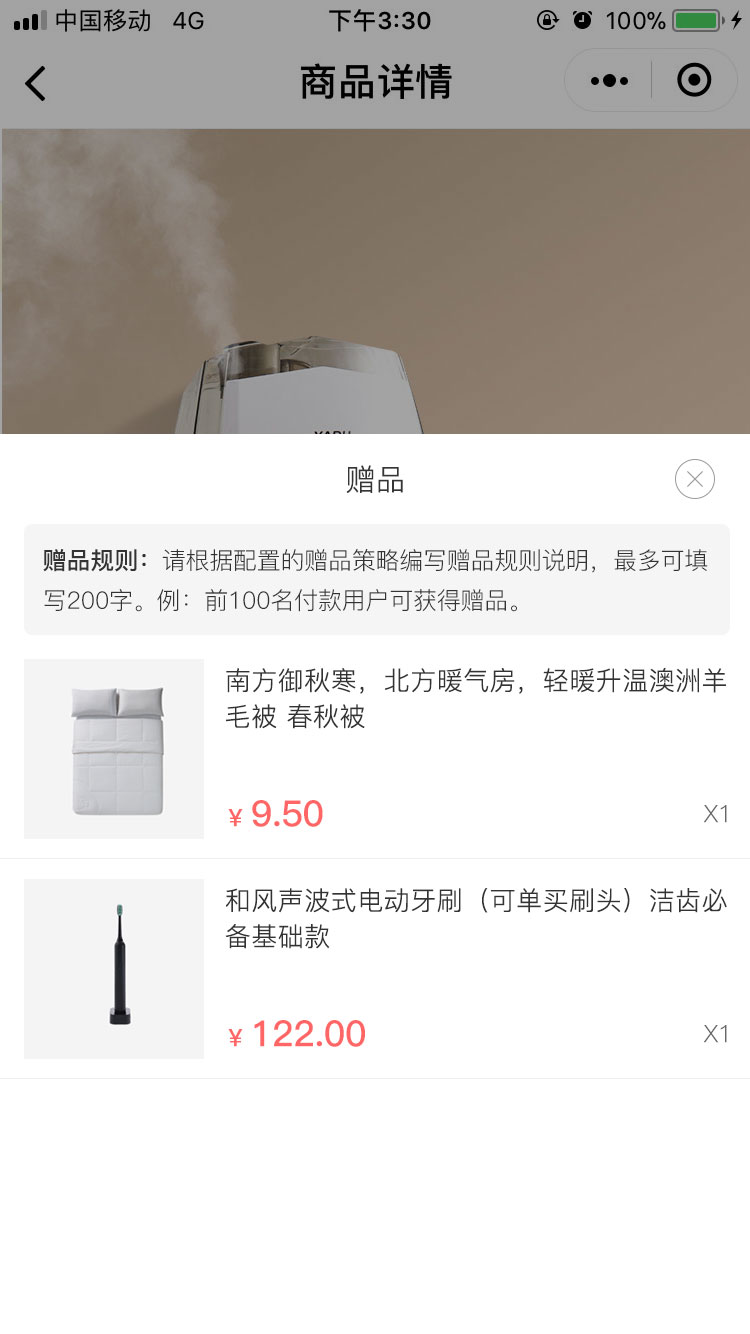 中国移动 4G 下午3:30 100%
商品详情
赠品
赠品规则：请根据配置的赠品策略编写赠品规则说明，最多可填
写200字。例：前100名付款用户可获得赠品。
南方御秋寒，北方暖气房，轻暖升温澳洲羊
毛被 春秋被
¥ 9.50 X1
和风声波式电动牙刷（可单买刷头）洁齿必
备基础款
¥ 122.00 X1